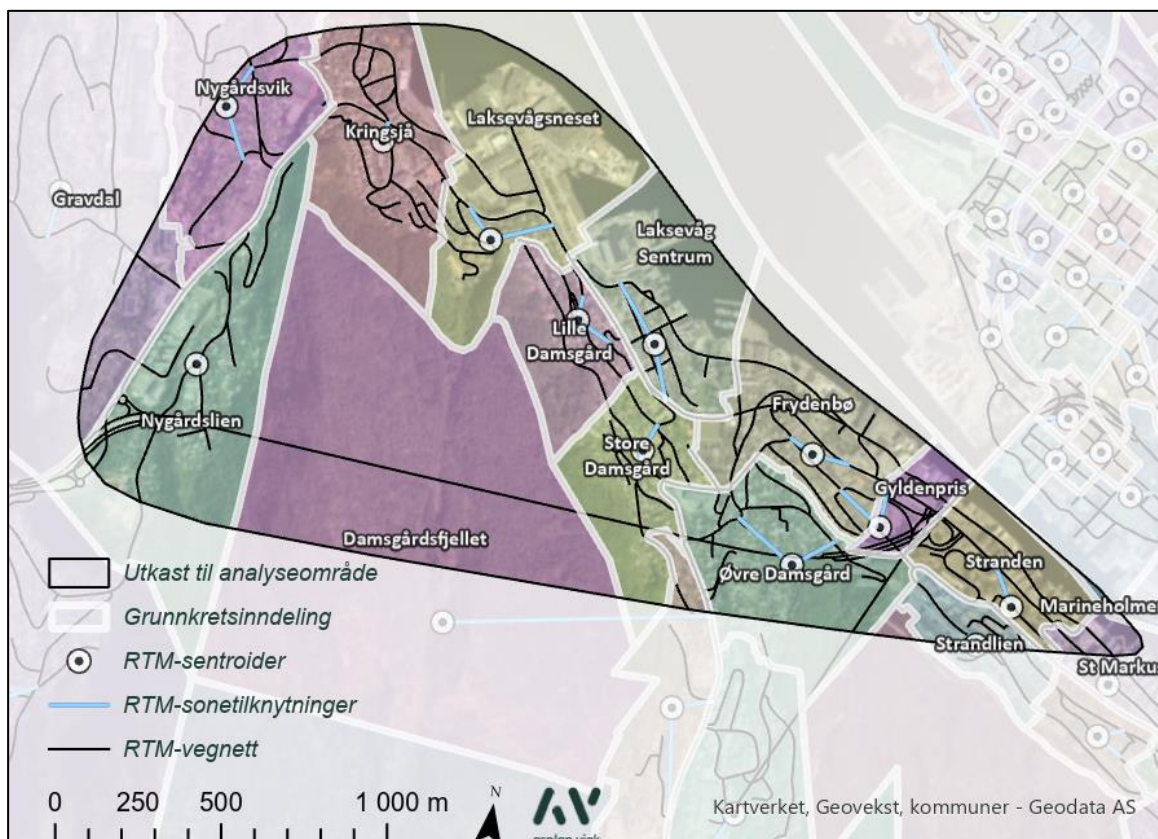 Nygårdsvik
Kringsjå
Laksevågsneset
Gravdal
Laksevåg
Sentrum
Lille
Damsgård
Nygårdslien
Frydenbø
Store
Damsgård
Gyldenpris
Damsgårdsfjellet
Øvre Damsgård
Stranden
Marineholmen
Strandlien
St Markus
Utkast til analyseområde
Grunnkretsinndeling
RTM-sentroider
RTM-sonetilknytninger
RTM-vegnett
0 250 500 1 000 m
N
Kartverket, Geovekst, kommuner - Geodata AS